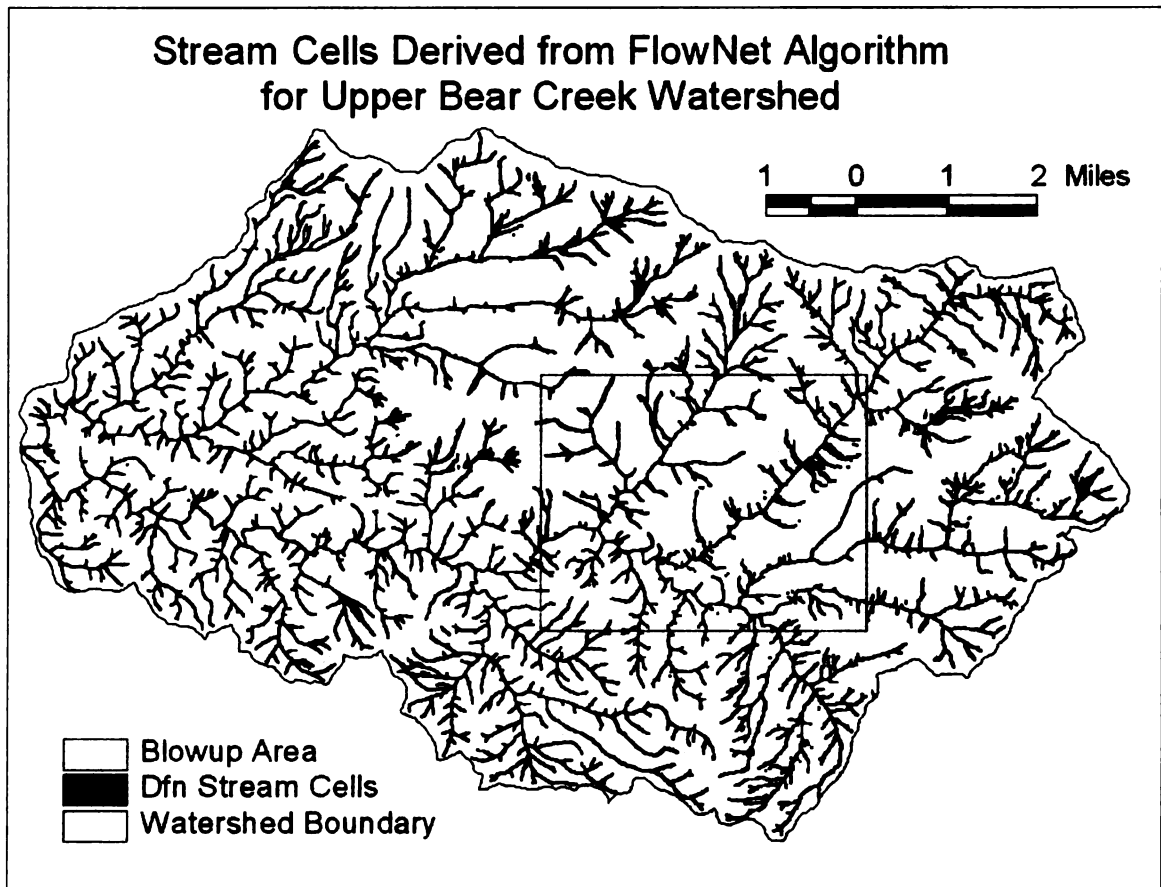 Stream Cells Derived from FlowNet Algorithm
for Upper Bear Creek Watershed
1 0 1 2 Miles
Blowup Area
Dfn Stream Cells
Watershed Boundary